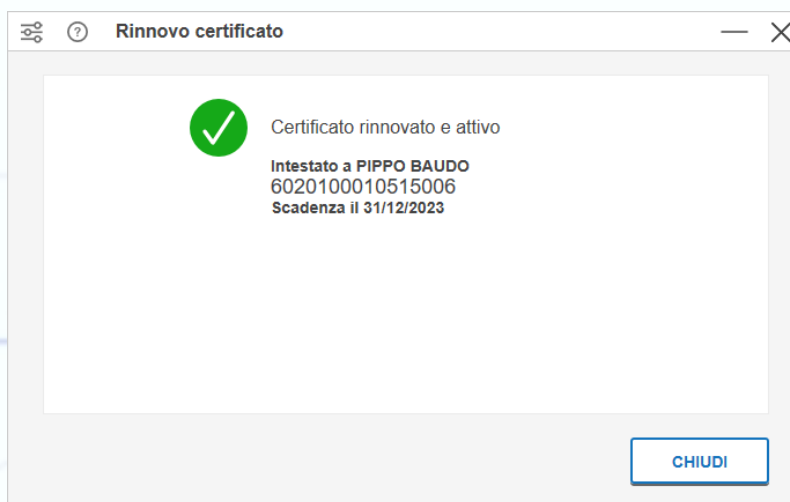 Rinnovo certificato
Certificato rinnovato e attivo
Intestato a PIPPO BAUDO
6020100010515006
Scadenza il 31/12/2023
CHIUDI